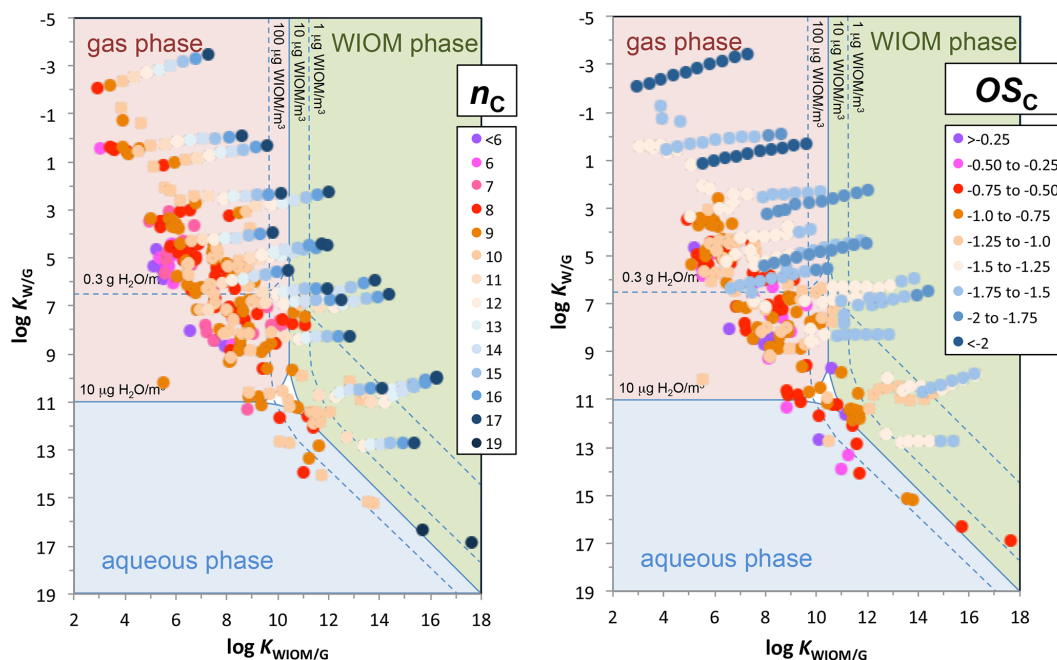 gas phase
WIOM phase
100 µg WIOM/m³
10 µg WIOM/m³
1 µg WIOM/m³
nC
<6
6
7
8
9
10
11
12
13
14
15
16
17
19
0.3 g H2O/m
10 µg H2O/m³
aqueous phase
-5
-3
-1
1
3
5
7
9
11
13
15
17
19
log KW/G
2
4
6
8
10
12
14
16
18
log KWIOM/G
gas phase
WIOM phase
100 µg WIOM/m³
10 µg WIOM/m³
1 µg WIOM/m³
OSC
>-0.25
-0.50 to -0.25
-0.75 to -0.50
-1.0 to -0.75
-1.25 to -1.0
-1.5 to -1.25
-1.75 to -1.5
-2 to -1.75
<-2
0.3 g H2O/m
10 µg H2O/m³
aqueous phase
-5
-3
-1
1
3
5
7
9
11
13
15
17
19
log KW/G
2
4
6
8
10
12
14
16
18
log KWIOM/G